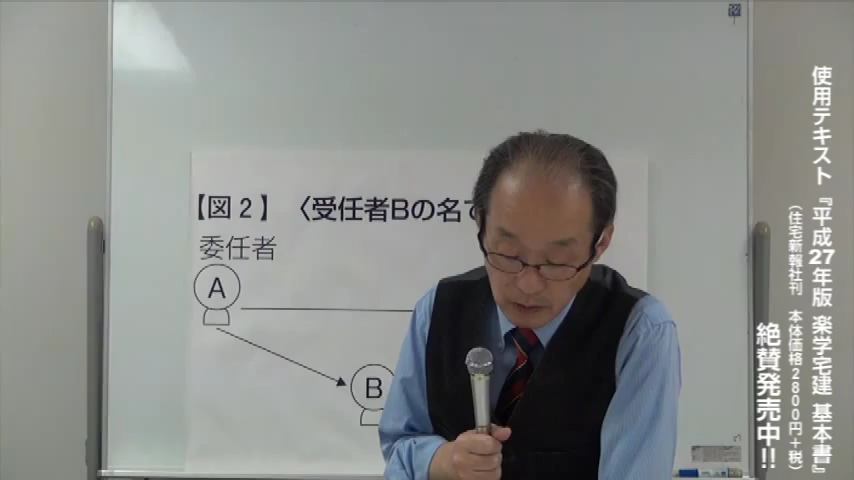 【図2】 〈受任者Bの名で
委任者
A
B
使用テキスト『平成27年版 楽学宅建 基本書』
(住宅新報社刊 本体価格2800円+税)
絶賛発売中!!